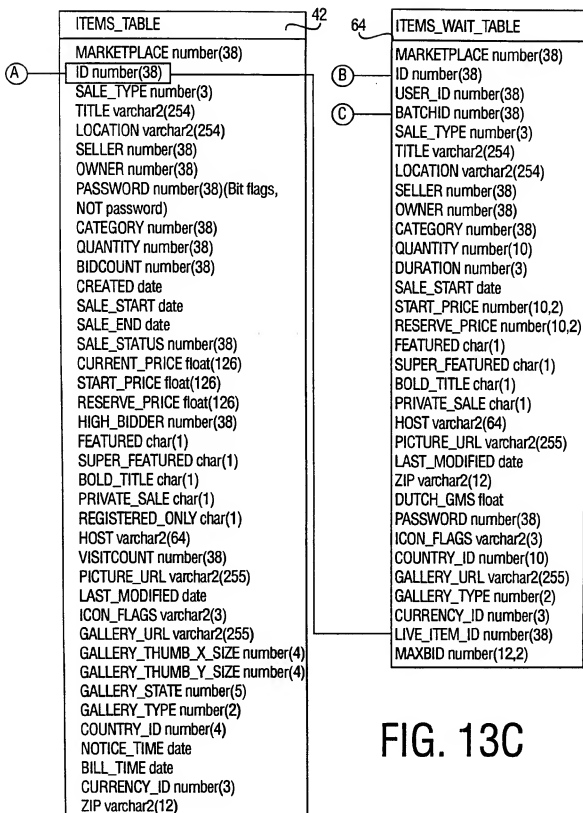 ITEMS_TABLE
42
MARKETPLACE number(38)
A
ID number(38)
SALE_TYPE number(3)
TITLE varchar2(254)
LOCATION varchar2(254)
SELLER number(38)
OWNER number(38)
PASSWORD number(38)(Bit flags,
NOT password)
CATEGORY number(38)
QUANTITY number(38)
BIDCOUNT number(38)
CREATED date
SALE_START date
SALE_END date
SALE_STATUS number(38)
CURRENT_PRICE float(126)
START_PRICE float(126)
RESERVE_PRICE float(126)
HIGH_BIDDER number(38)
FEATURED char(1)
SUPER_FEATURED char(1)
BOLD_TITLE char(1)
PRIVATE_SALE char(1)
REGISTERED_ONLY char(1)
HOST varchar2(64)
VISITCOUNT number(38)
PICTURE_URL varchar2(255)
LAST_MODIFIED date
ICON_FLAGS varchar2(3)
GALLERY_URL varchar2(255)
GALLERY_THUMB_X_SIZE number(4)
GALLERY_THUMB_Y_SIZE number(4)
GALLERY_STATE number(5)
GALLERY_TYPE number(2)
COUNTRY_ID number(4)
NOTICE_TIME date
BILL_TIME date
CURRENCY_ID number(3)
ZIP varchar2(12)
64
ITEMS_WAIT_TABLE
MARKETPLACE number(38)
B
ID number(38)
USER_ID number(38)
C
BATCHID number(38)
SALE_TYPE number(3)
TITLE varchar2(254)
LOCATION varchar2(254)
SELLER number(38)
OWNER number(38)
CATEGORY number(38)
QUANTITY number(10)
DURATION number(3)
SALE_START date
START_PRICE number(10,2)
RESERVE_PRICE number(10,2)
FEATURED char(1)
SUPER_FEATURED char(1)
BOLD_TITLE char(1)
PRIVATE_SALE char(1)
HOST varchar2(64)
PICTURE_URL varchar2(255)
LAST_MODIFIED date
ZIP varchar2(12)
DUTCH_GMS float
PASSWORD number(38)
ICON_FLAGS varchar2(3)
COUNTRY_ID number(10)
GALLERY_URL varchar2(255)
GALLERY_TYPE number(2)
CURRENCY_ID number(3)
LIVE_ITEM_ID number(38)
MAXBID number(12,2)
FIG. 13C